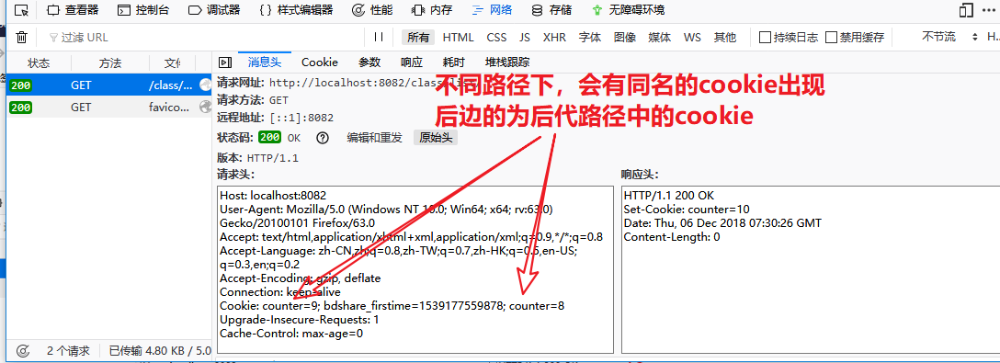 查看器 控制台 调试器 样式编辑器 性能 内存 网络 存储 无障碍环境
过滤 URL 所有 HTML CSS JS XHR 字体 图像 媒体 WS 其他 持续日志 禁用缓存 不节流
状态 方法 消息头 Cookie 参数 响应 耗时 堆栈跟踪
200 GET /class/...
200 GET favico...
请求网址: http://localhost:8082/class
不同路径下，会有同名的cookie出现
后边的为后代路径中的cookie
请求方法: GET
远程地址: [::1]:8082
状态码: 200 OK 编辑和重发 原始头
版本: HTTP/1.1
请求头:
Host: localhost:8082
User-Agent: Mozilla/5.0 (Windows NT 10.0; Win64; x64; rv:63.0)
Gecko/20100101 Firefox/63.0
Accept: text/html,application/xhtml+xml,application/xml;q=0.9,*/*;q=0.8
Accept-Language: zh-CN,zh;q=0.8,zh-TW;q=0.7,zh-HK;q=0.5,en-US;
q=0.3,en;q=0.2
Accept-Encoding: gzip, deflate
Connection: keep-alive
Cookie: counter=9; bdshare_firstime=1539177559878; counter=8
Upgrade-Insecure-Requests: 1
Cache-Control: max-age=0
响应头:
HTTP/1.1 200 OK
Set-Cookie: counter=10
Date: Thu, 06 Dec 2018 07:30:26 GMT
Content-Length: 0
2 个请求 已传输 4.80 KB / 5.0